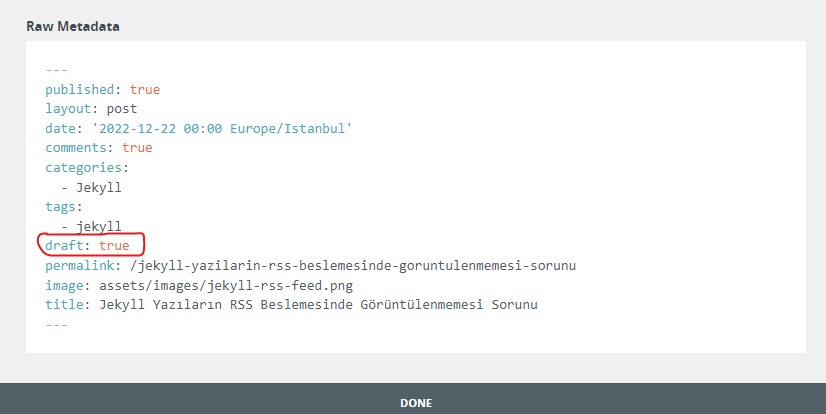 Raw Metadata
---
published: true
layout: post
date: '2022-12-22 00:00 Europe/Istanbul'
comments: true
categories:
  - Jekyll
tags:
  - jekyll
draft: true
permalink: /jekyll-yazilarin-rss-beslemesinde-goruntulenmemesi-sorunu
image: assets/images/jekyll-rss-feed.png
title: Jekyll Yazıların RSS Beslemesinde Görüntülenmemesi Sorunu
---
DONE